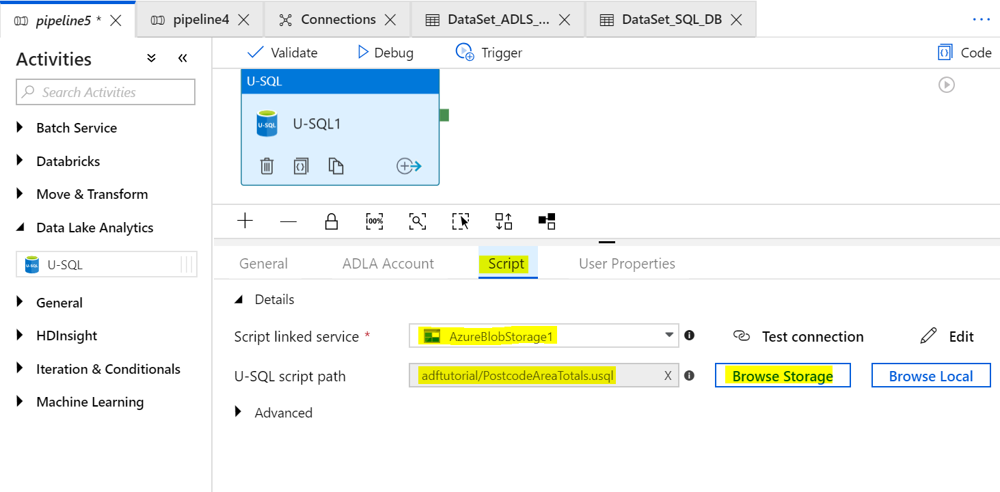 pipeline5 * pipeline4 Connections DataSet_ADLS_... DataSet_SQL_DB ...
Activities
Validate Debug Trigger Code
Search Activities
U-SQL
U-SQL U-SQL1
Batch Service
Databricks
Move & Transform
100%
Data Lake Analytics
U-SQL U-SQL
General ADLA Account Script User Properties
General
Details
HDInsight
Script linked service * AzureBlobStorage1 Test connection Edit
Iteration & Conditionals
U-SQL script path adftutorial/PostcodeAreaTotals.usql X Browse Storage Browse Local
Machine Learning
Advanced